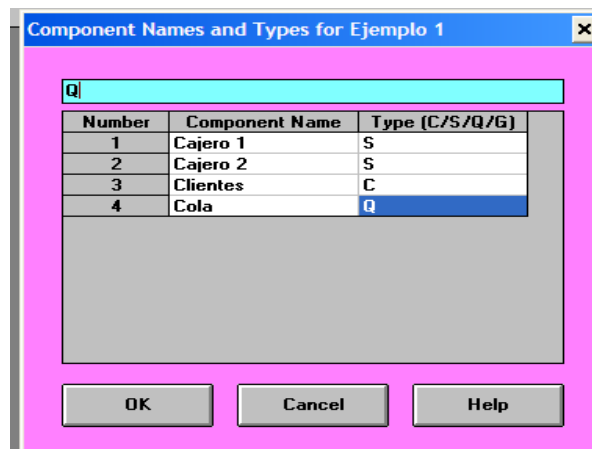 Component Names and Types for Ejemplo 1
Q
Number Component Name Type (C/S/Q/G)
1 Cajero 1 S
2 Cajero 2 S
3 Clientes C
4 Cola Q
OK Cancel Help